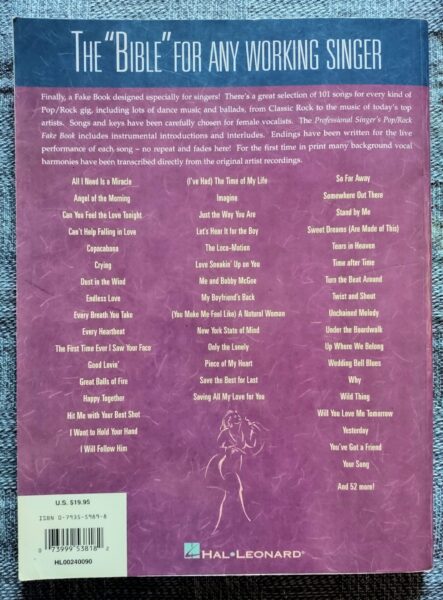 THE "BIBLE" FOR ANY WORKING SINGER
Finally, a Fake Book designed especially for singers! There's a great selection of 101 songs for every kind of
Pop/Rock gig, including lots of dance music and ballads, from Classic Rock to the music of today's top
artists. Songs and keys have been carefully chosen for female vocalists. The Professional Singer's Pop/Rock
Fake Book includes instrumental introductions and interludes. Endings have been written for the live
performance of each song – no repeat and fades here! For the first time in print many background vocal
harmonies have been transcribed directly from the original artist recordings.
All I Need Is a Miracle
Angel of the Morning
Can You Feel the Love Tonight
Can't Help Falling in Love
Copacabana
Crying
Dust in the Wind
Endless Love
Every Breath You Take
Every Heartbeat
The First Time Ever I Saw Your Face
Good Lovin'
Great Balls of Fire
Happy Together
Hit Me with Your Best Shot
I Want to Hold Your Hand
I Will Follow Him
(I've Had) The Time of My Life
Imagine
Just the Way You Are
Let's Hear It for the Boy
The Loco-Motion
Love Sneakin' Up on You
Me and Bobby McGee
My Boyfriend's Back
(You Make Me Feel Like) A Natural Woman
New York State of Mind
Only the Lonely
Piece of My Heart
Save the Best for Last
Saving All My Love for You
So Far Away
Somewhere Out There
Stand by Me
Sweet Dreams (Are Made of This)
Tears in Heaven
Time after Time
Turn the Beat Around
Twist and Shout
Unchained Melody
Under the Boardwalk
Up Where We Belong
Wedding Bell Blues
Why
Wild Thing
Will You Love Me Tomorrow
Yesterday
You've Got a Friend
Your Song
And 52 more!
U.S. $19.95
ISBN 0-7935-5989-8
0 73999 53818 2
HL00240090
HAL•LEONARD®